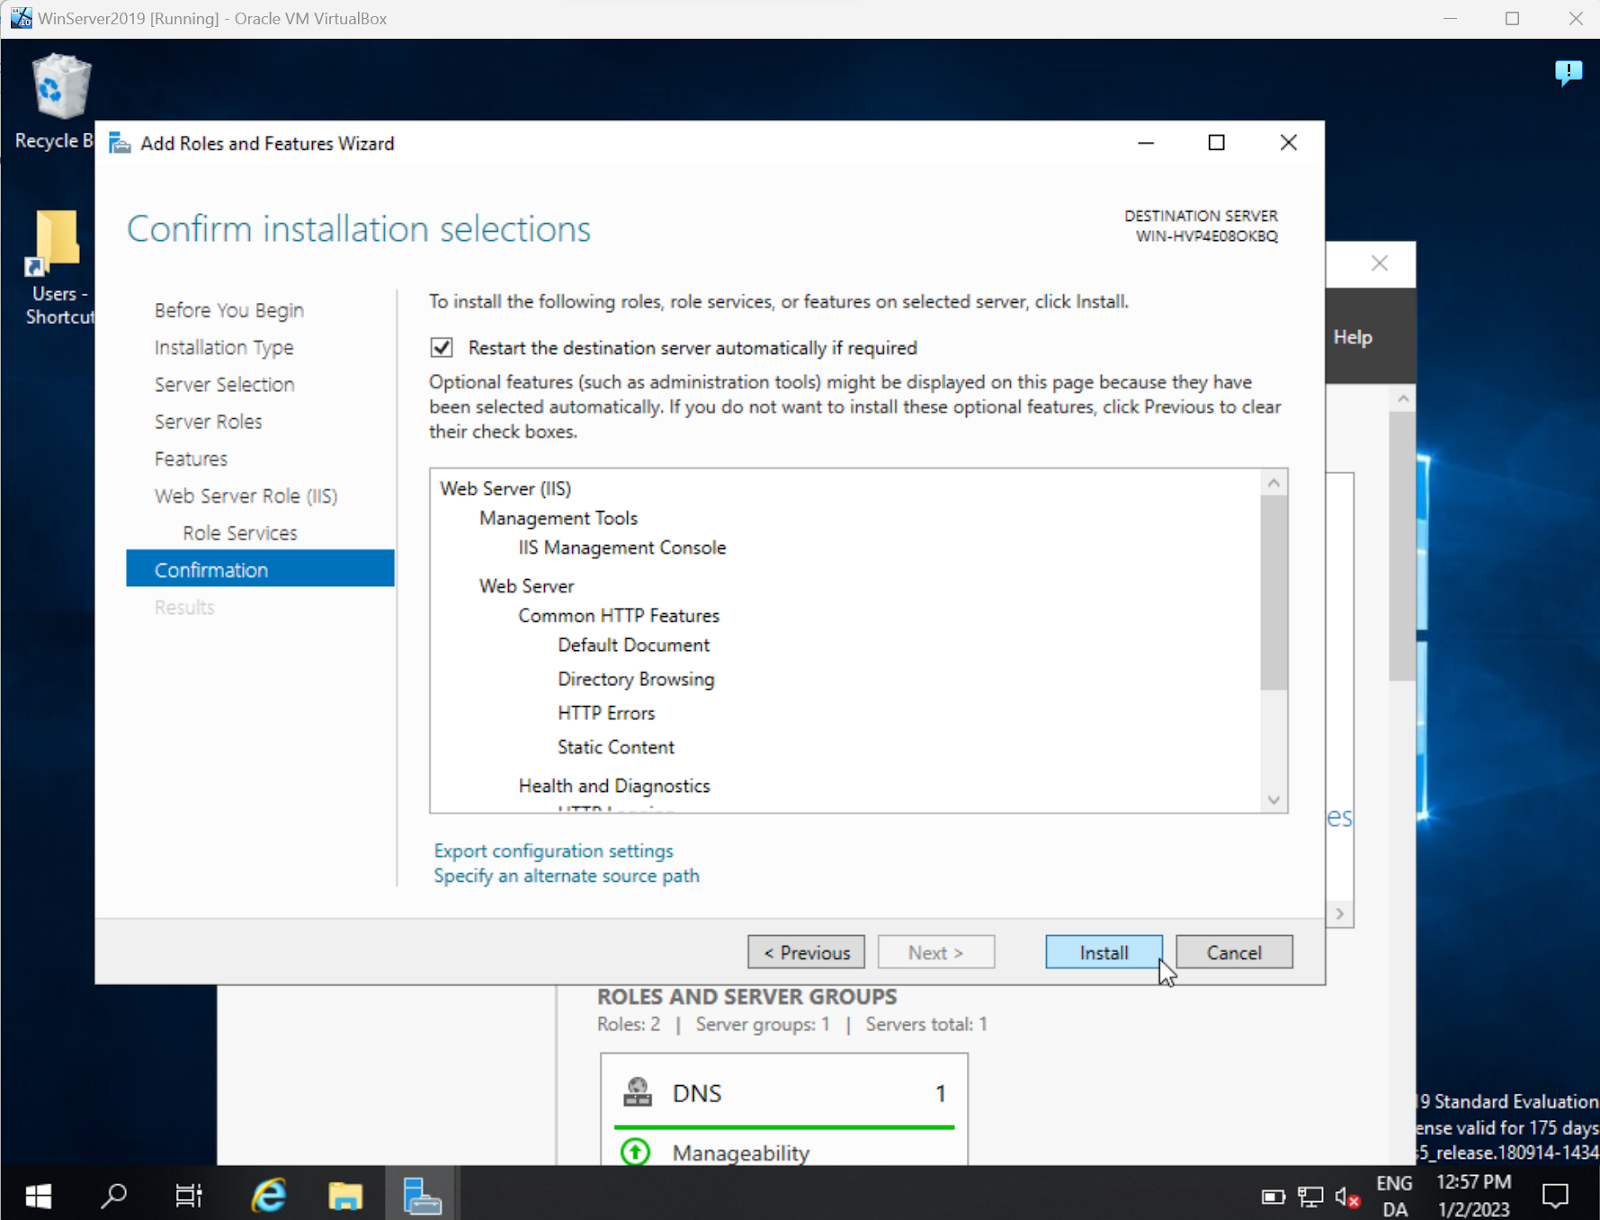 WinServer2019 [Running] - Oracle VM VirtualBox
Recycle B
Users -
Shortcut
Add Roles and Features Wizard
Confirm installation selections
DESTINATION SERVER
WIN-HVP4E08OKBQ
Before You Begin
Installation Type
Server Selection
Server Roles
Features
Web Server Role (IIS)
Role Services
Confirmation
Results
To install the following roles, role services, or features on selected server, click Install.
Restart the destination server automatically if required
Optional features (such as administration tools) might be displayed on this page because they have
been selected automatically. If you do not want to install these optional features, click Previous to clear
their check boxes.
Web Server (IIS)
Management Tools
IIS Management Console
Web Server
Common HTTP Features
Default Document
Directory Browsing
HTTP Errors
Static Content
Health and Diagnostics
Export configuration settings
Specify an alternate source path
< Previous
Next >
Install
Cancel
Help
es
ROLES AND SERVER GROUPS
Roles: 2 | Server groups: 1 | Servers total: 1
DNS 1
Manageability
19 Standard Evaluation
ense valid for 175 days
s5_release.180914-1434
ENG
DA
12:57 PM
1/2/2023